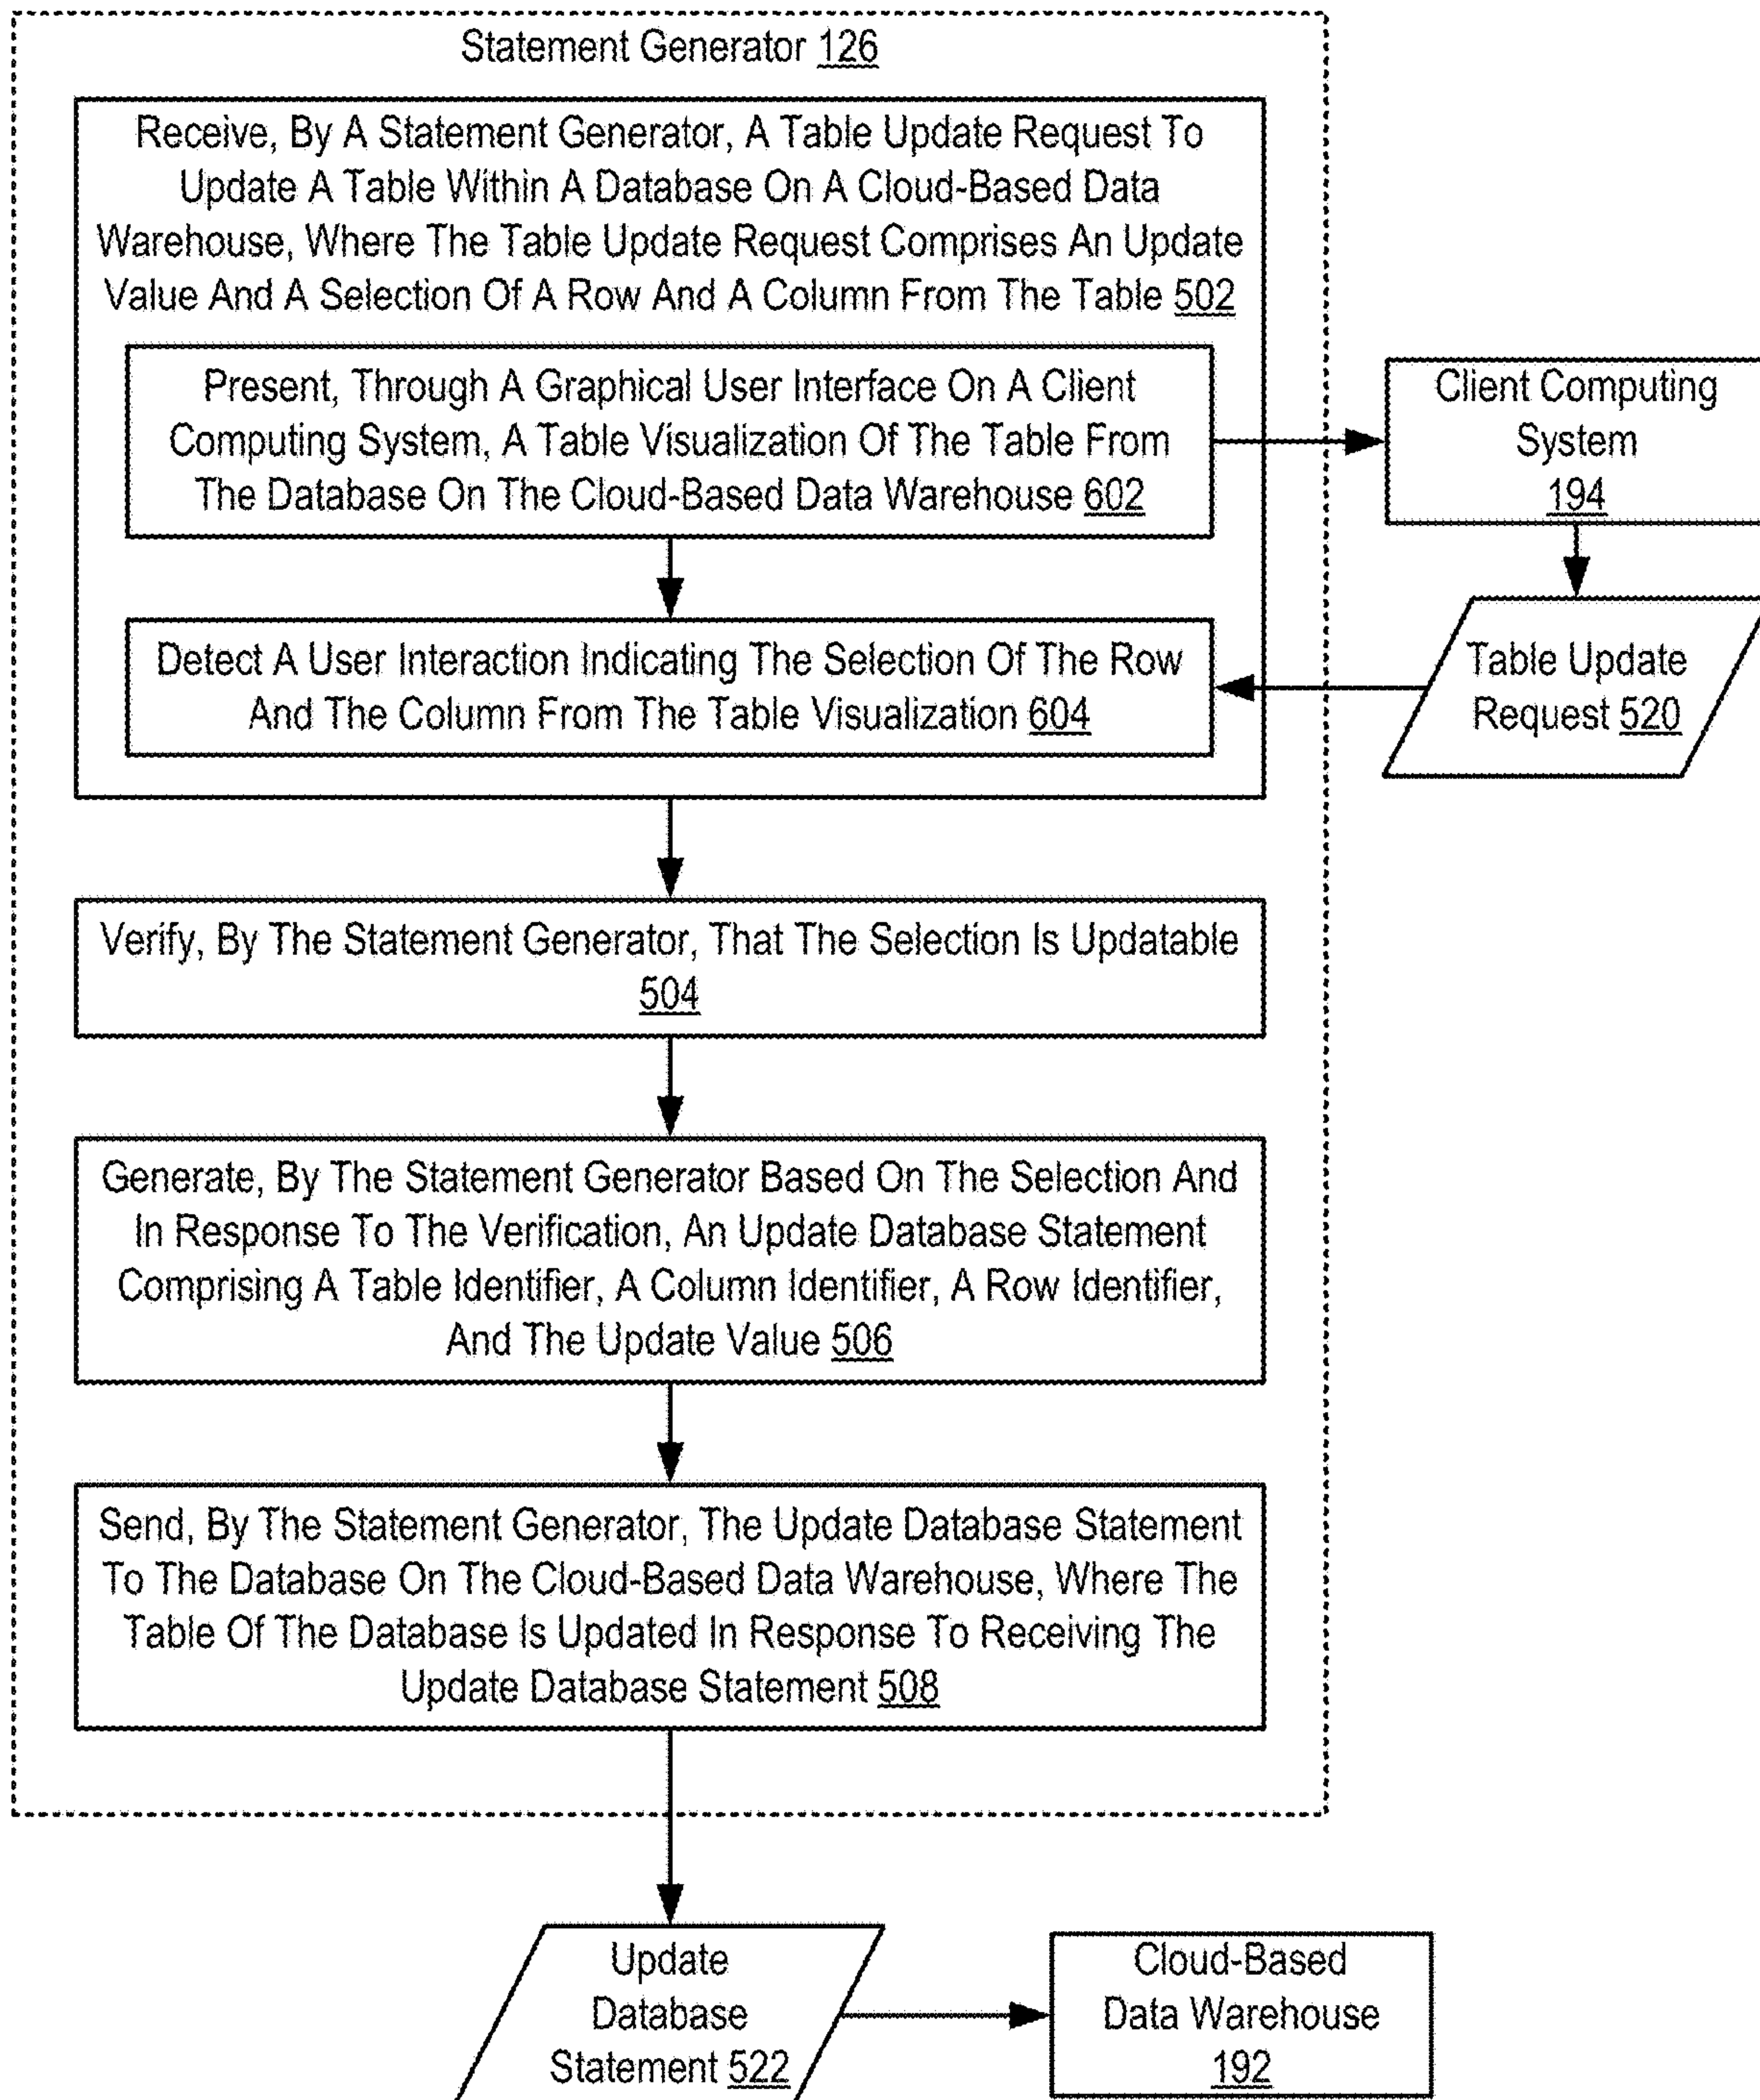 Statement Generator 126
Receive, By A Statement Generator, A Table Update Request To
Update A Table Within A Database On A Cloud-Based Data
Warehouse, Where The Table Update Request Comprises An Update
Value And A Selection Of A Row And A Column From The Table 502
Present, Through A Graphical User Interface On A Client
Computing System, A Table Visualization Of The Table From
The Database On The Cloud-Based Data Warehouse 602
Client Computing
System
194
Detect A User Interaction Indicating The Selection Of The Row
And The Column From The Table Visualization 604
Table Update
Request 520
Verify, By The Statement Generator, That The Selection Is Updatable
504
Generate, By The Statement Generator Based On The Selection And
In Response To The Verification, An Update Database Statement
Comprising A Table Identifier, A Column Identifier, A Row Identifier,
And The Update Value 506
Send, By The Statement Generator, The Update Database Statement
To The Database On The Cloud-Based Data Warehouse, Where The
Table Of The Database Is Updated In Response To Receiving The
Update Database Statement 508
Update
Database
Statement 522
Cloud-Based
Data Warehouse
192